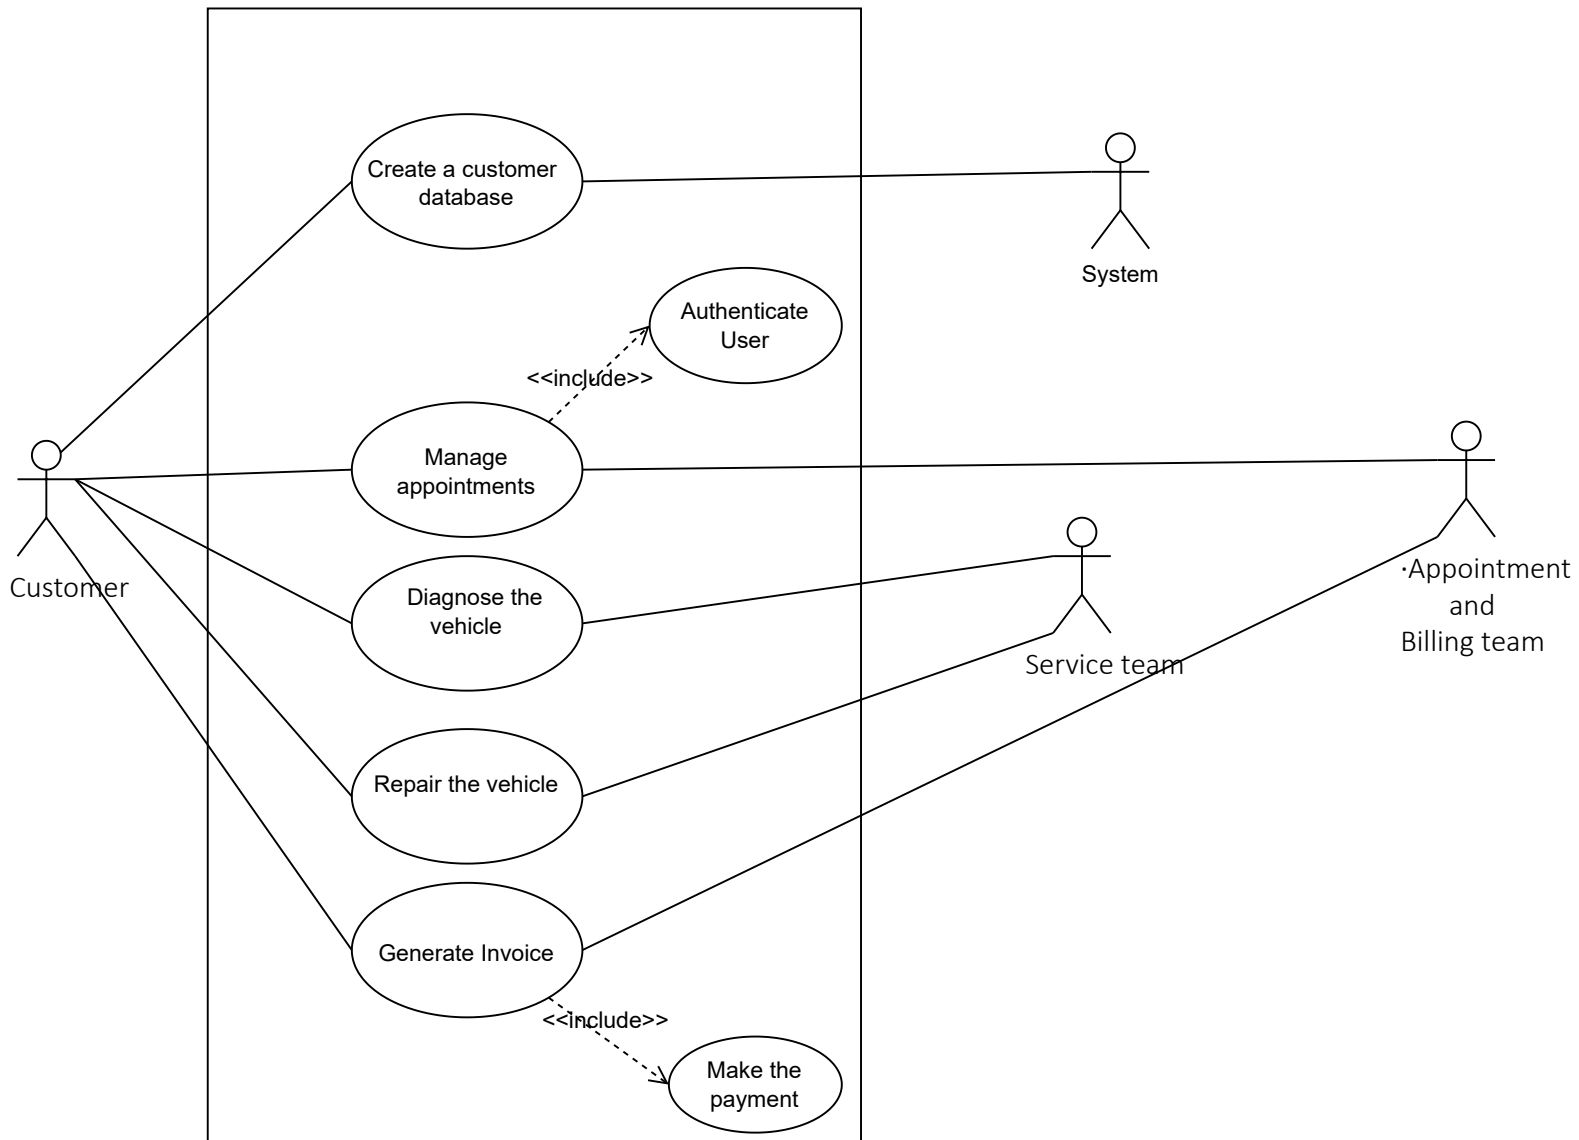 Create a customer
database
System
Authenticate
User
<<include>>
Manage
appointments
Customer
Diagnose the
vehicle
·Appointment
and
Billing team
Service team
Repair the vehicle
Generate Invoice
<<include>>
Make the
payment